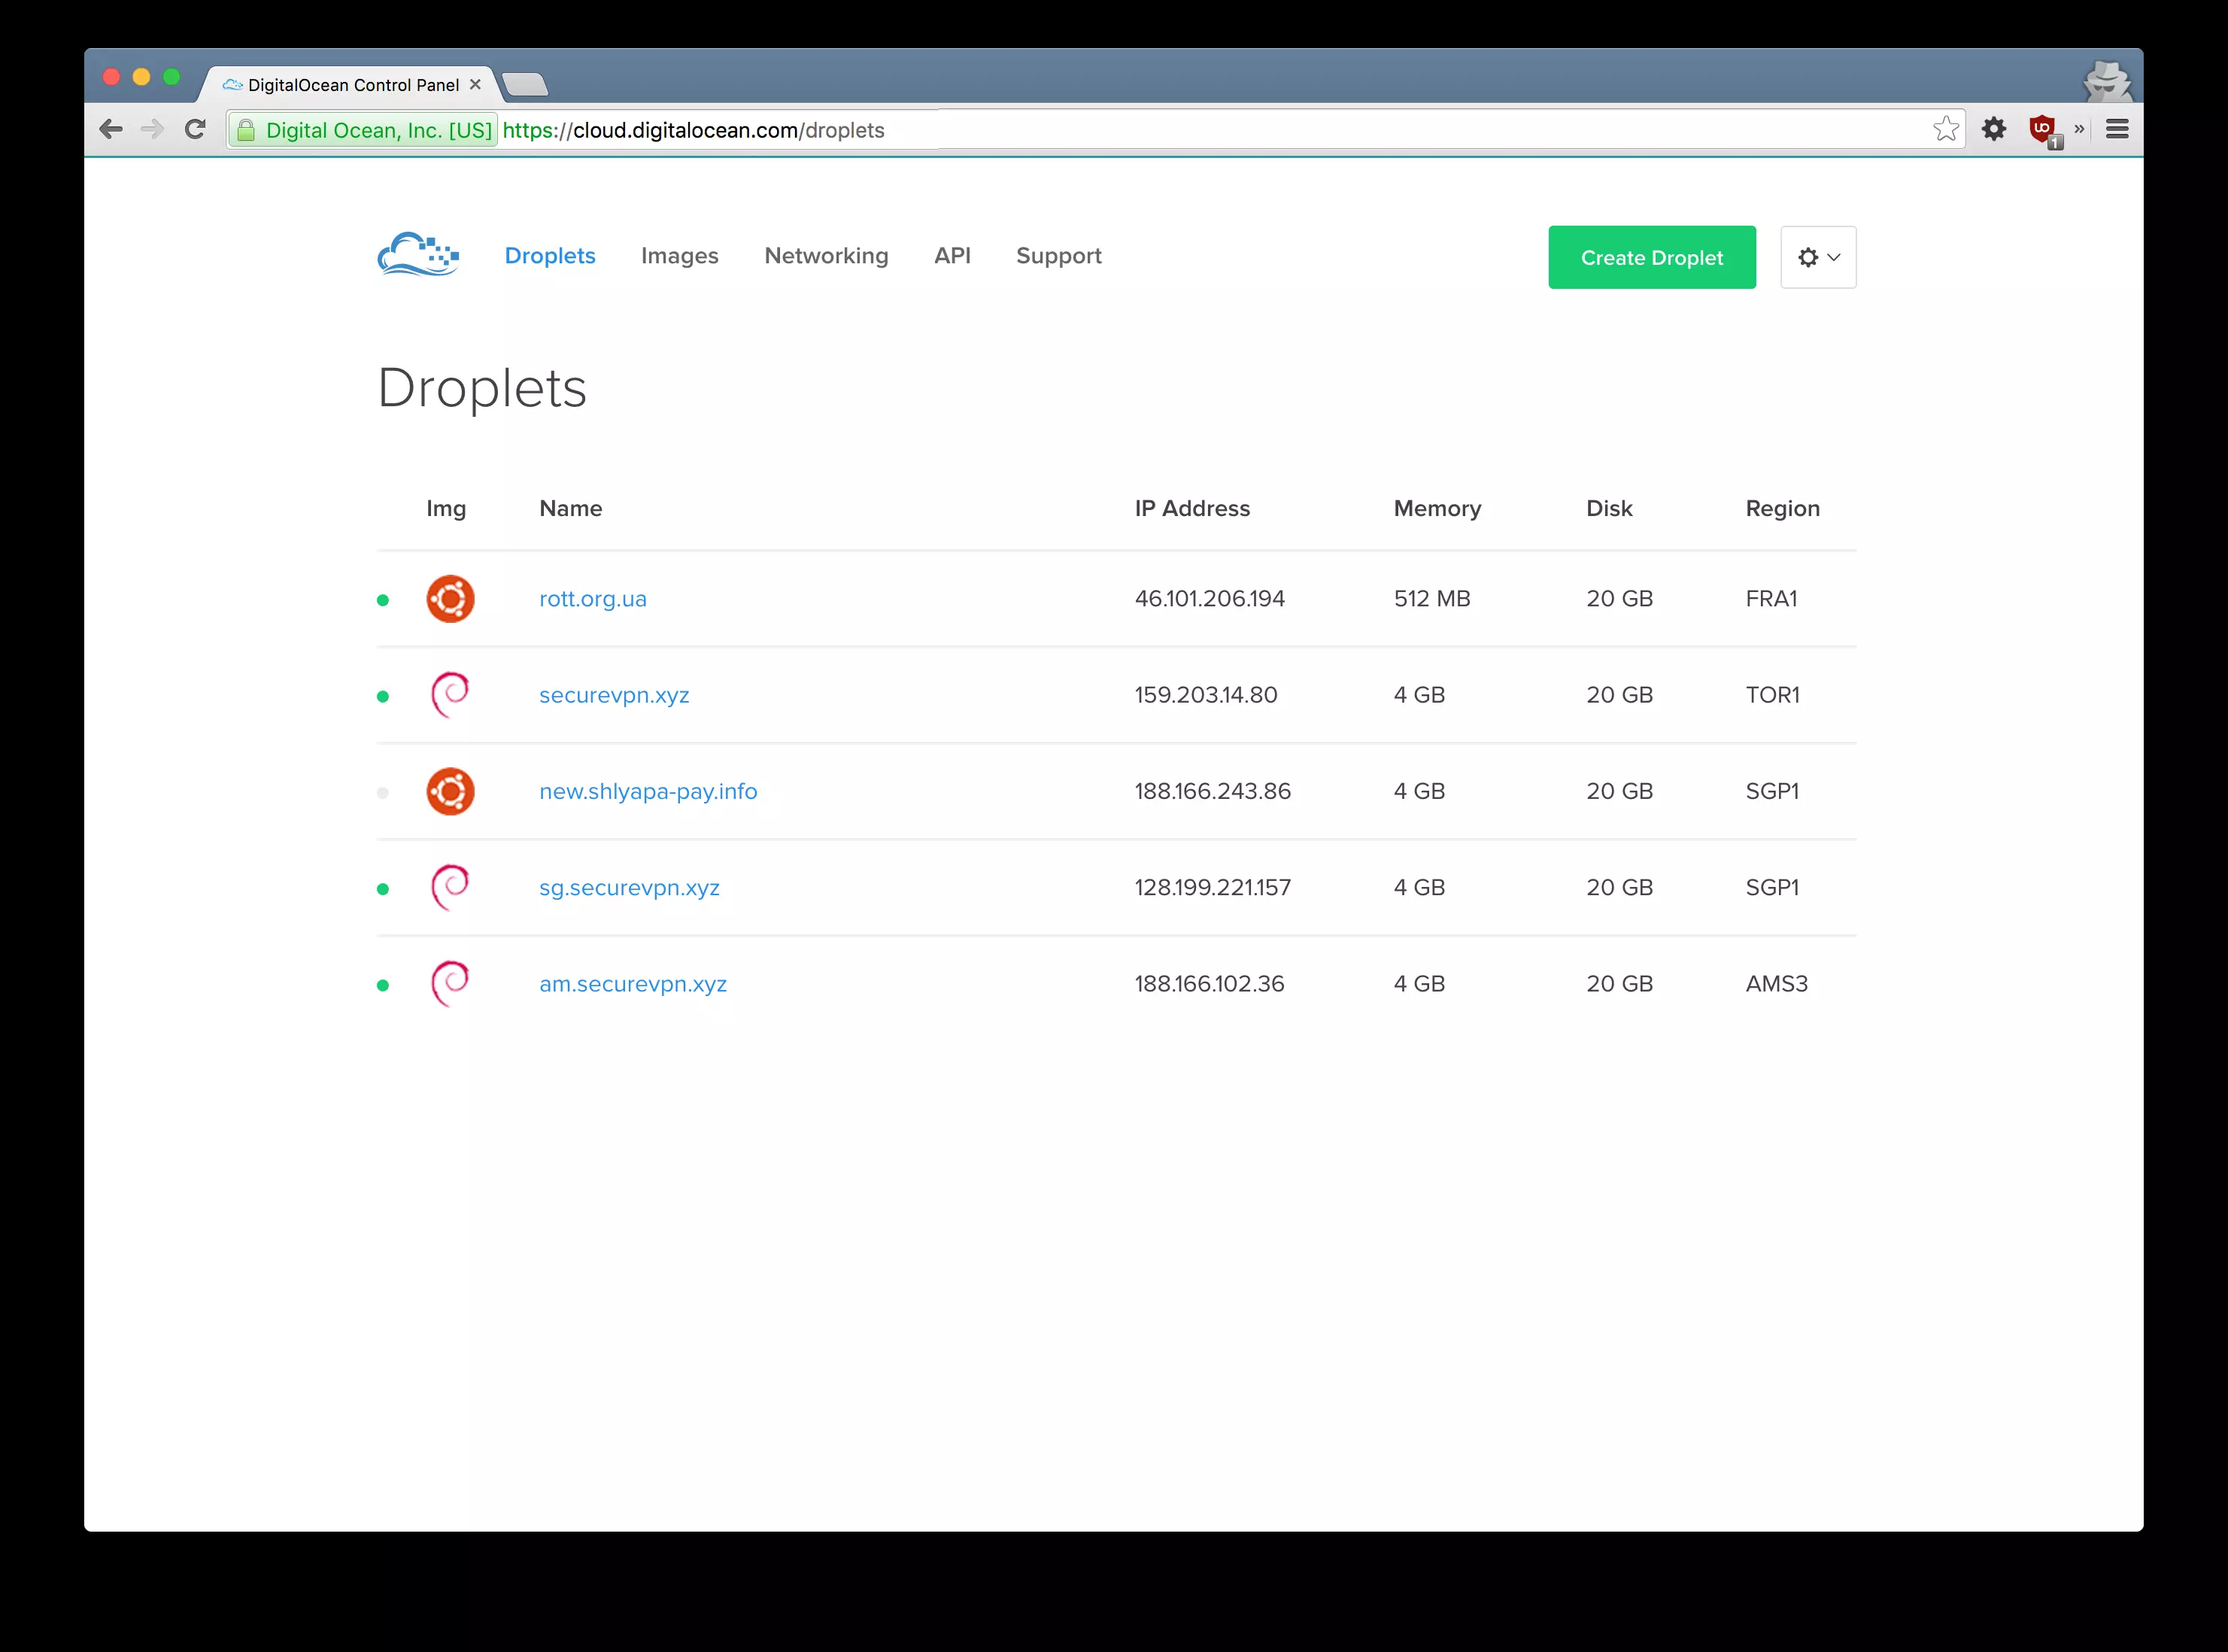 DigitalOcean Control Panel
Digital Ocean, Inc. [US] https://cloud.digitalocean.com/droplets
1
Droplets Images Networking API Support Create Droplet
Droplets
Img Name IP Address Memory Disk Region
rott.org.ua 46.101.206.194 512 MB 20 GB FRA1
securevpn.xyz 159.203.14.80 4 GB 20 GB TOR1
new.shlyapa-pay.info 188.166.243.86 4 GB 20 GB SGP1
sg.securevpn.xyz 128.199.221.157 4 GB 20 GB SGP1
am.securevpn.xyz 188.166.102.36 4 GB 20 GB AMS3